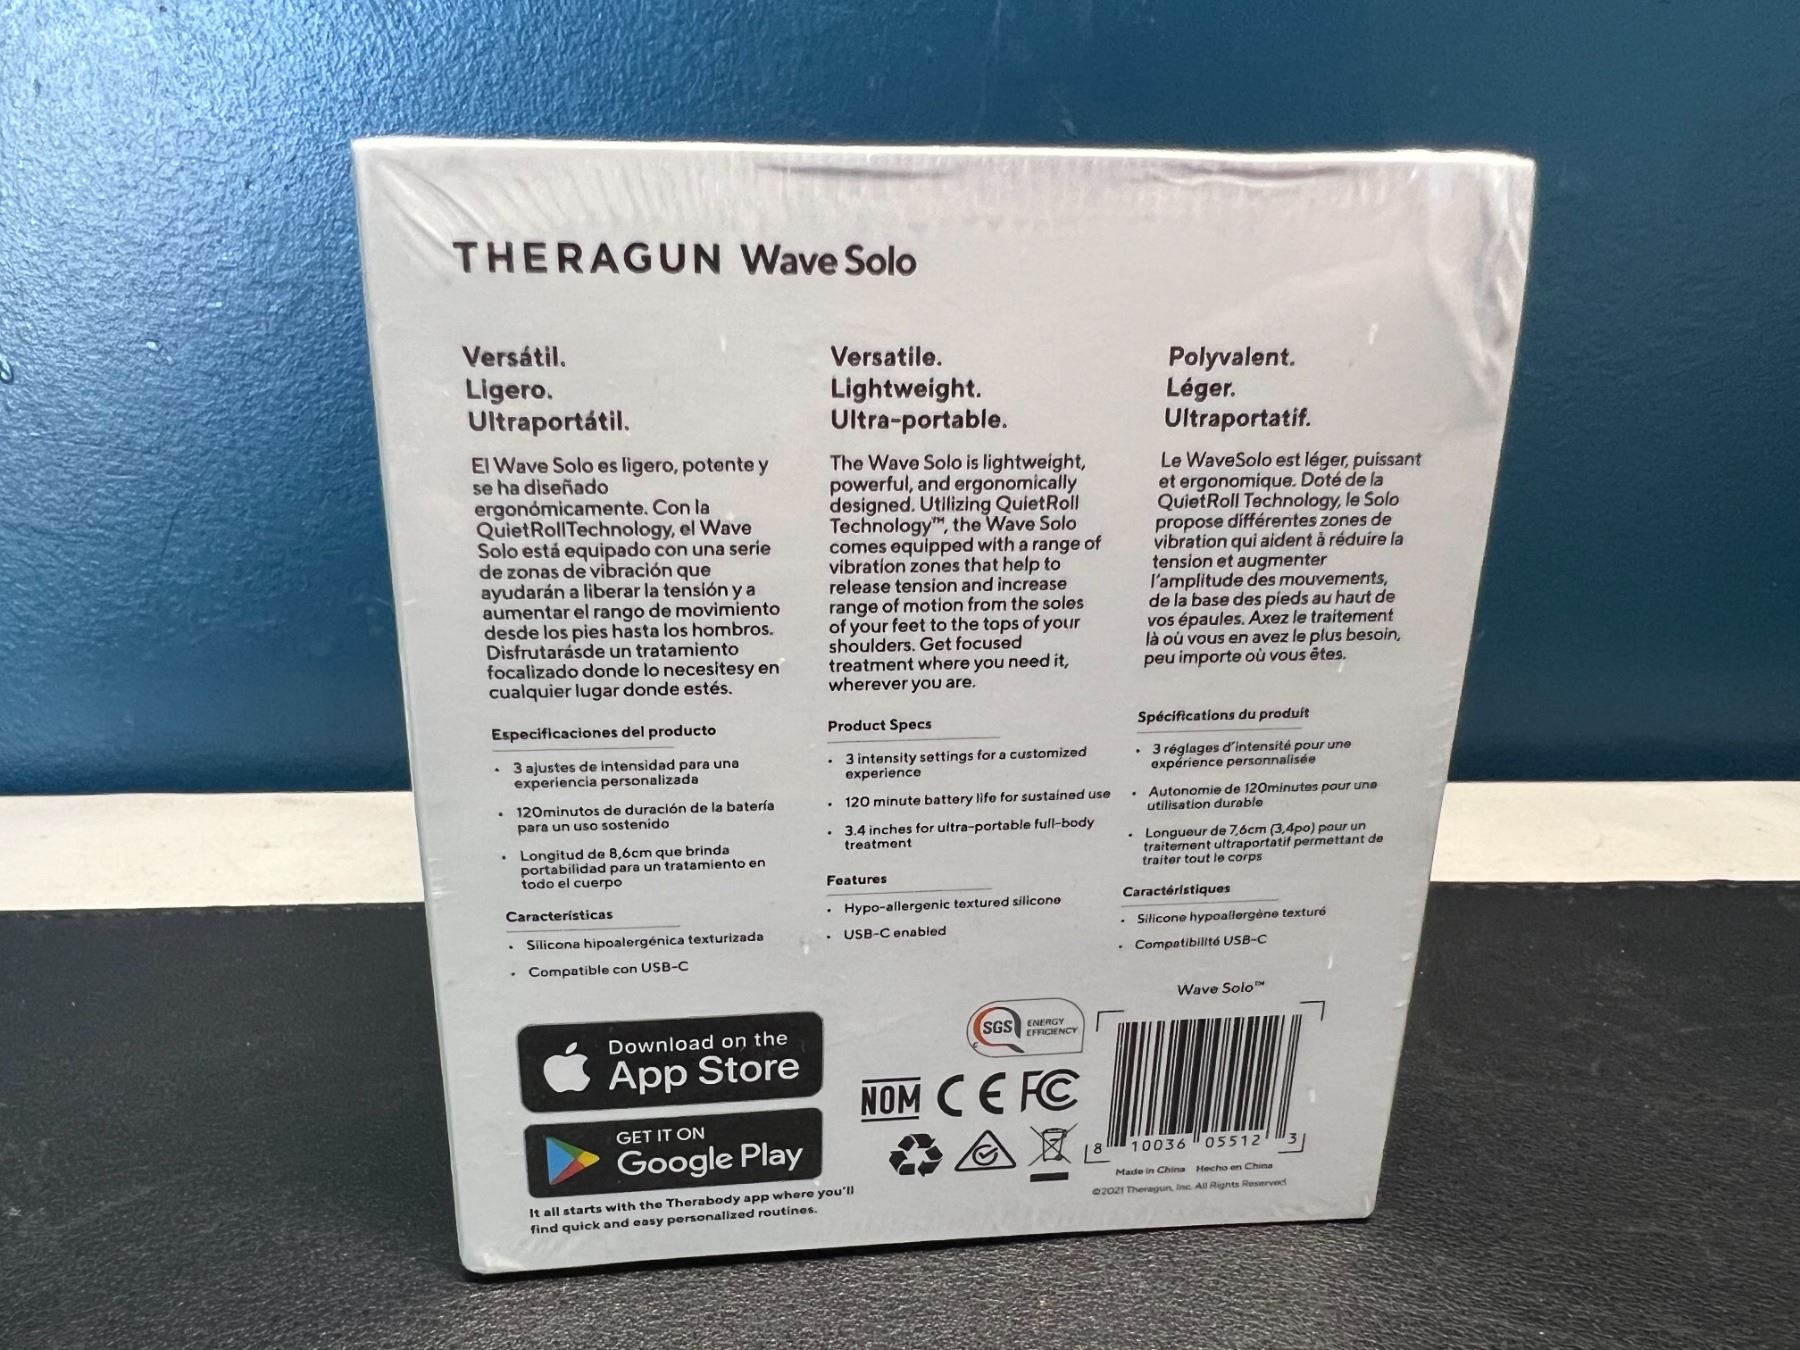 THERAGUN Wave Solo
Versátil.
Ligero.
Ultraportátil.
El Wave Solo es ligero, potente y
se ha diseñado
ergonómicamente. Con la
QuietRollTechnology, el Wave
Solo está equipado con una serie
de zonas de vibración que
ayudarán a liberar la tensión y a
aumentar el rango de movimiento
desde los pies hasta los hombros.
Disfrutarásde un tratamiento
focalizado donde lo necesitesy en
cualquier lugar donde estés.
Especificaciones del producto
• 3 ajustes de intensidad para una
experiencia personalizada
• 120minutos de duración de la batería
para un uso sostenido
• Longitud de 8,6cm que brinda
portabilidad para un tratamiento en
todo el cuerpo
Características
• Silicona hipoalergénica texturizada
• Compatible con USB-C
Versatile.
Lightweight.
Ultra-portable.
The Wave Solo is lightweight,
powerful, and ergonomically
designed. Utilizing QuietRoll
Technology™, the Wave Solo
comes equipped with a range of
vibration zones that help to
release tension and increase
range of motion from the soles
of your feet to the tops of your
shoulders. Get focused
treatment where you need it,
wherever you are.
Product Specs
• 3 intensity settings for a customized
experience
• 120 minute battery life for sustained use
• 3.4 inches for ultra-portable full-body
treatment
Features
• Hypo-allergenic textured silicone
• USB-C enabled
Polyvalent.
Léger.
Ultraportatif.
Le WaveSolo est léger, puissant
et ergonomique. Doté de la
QuietRoll Technology, le Solo
propose différentes zones de
vibration qui aident à réduire la
tension et augmenter
l'amplitude des mouvements,
de la base des pieds au haut de
vos épaules. Axez le traitement
là où vous en avez le plus besoin,
peu importe où vous êtes.
Spécifications du produit
• 3 réglages d'intensité pour une
expérience personnalisée
• Autonomie de 120minutes pour une
utilisation durable
• Longueur de 7,6cm (3,4po) pour un
traitement ultraportatif permettant de
traiter tout le corps
Caractéristiques
• Silicone hypoallergène texturé
• Compatibilité USB-C
Download on the
App Store
GET IT ON
Google Play
It all starts with the Therabody app where you'll
find quick and easy personalized routines.
SGS ENERGY
EFFICIENCY
NOM CE FC
Wave Solo™
8 10036 05512 3
Made in China Hecho en China
©2021 Theragun, Inc. All Rights Reserved